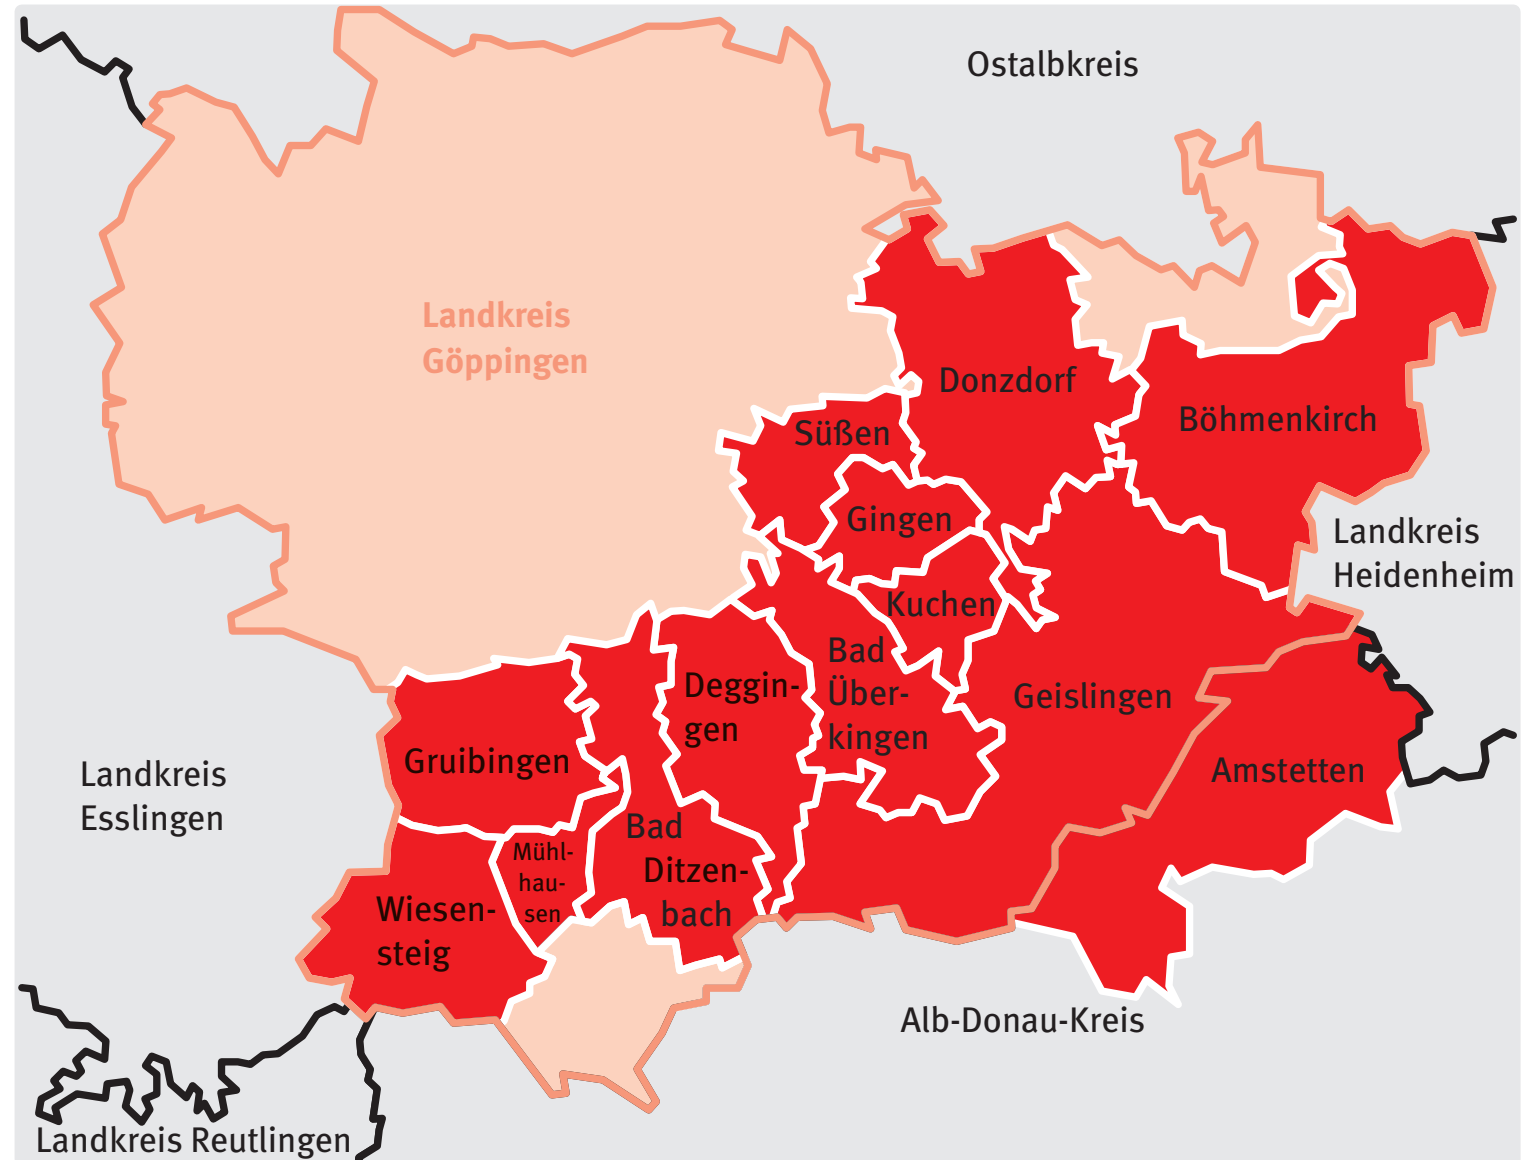 Ostalbkreis
Landkreis
Göppingen
Donzdorf
Böhmenkirch
Süßen
Gingen
Landkreis
Heidenheim
Kuchen
Bad
Über-
kingen
Deggin-
gen
Geislingen
Gruibingen
Amstetten
Landkreis
Esslingen
Bad
Ditzen-
bach
Mühl-
hau-
sen
Wiesen-
steig
Alb-Donau-Kreis
Landkreis Reutlingen